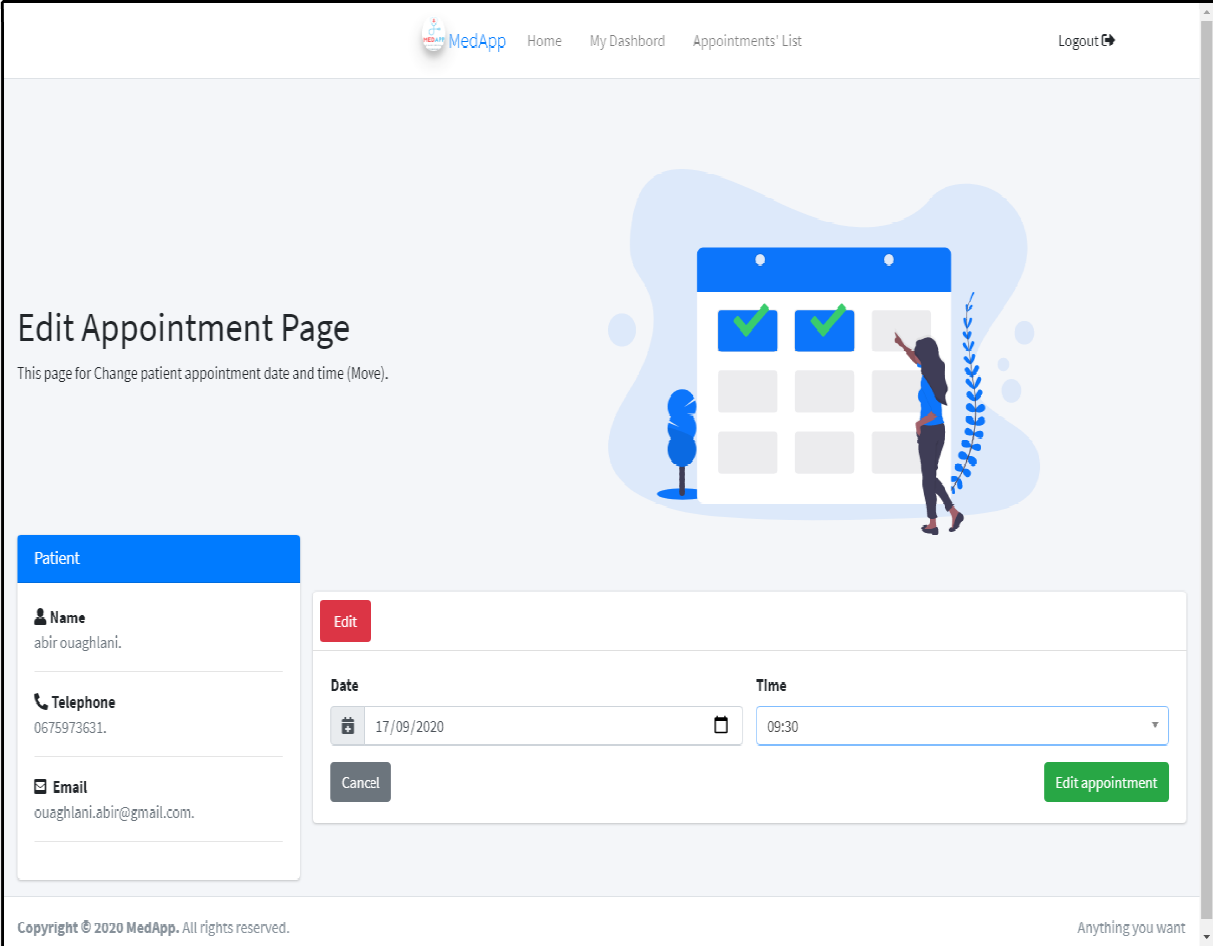 MEDAPP
MedApp Home My Dashbord Appointments' List Logout
Edit Appointment Page
This page for Change patient appointment date and time (Move).
Patient
Name
abir ouaghlani.
Telephone
0675973631.
Email
ouaghlani.abir@gmail.com.
Edit
Date TIme
17/09/2020 09:30
Cancel Edit appointment
Copyright © 2020 MedApp. All rights reserved. Anything you want